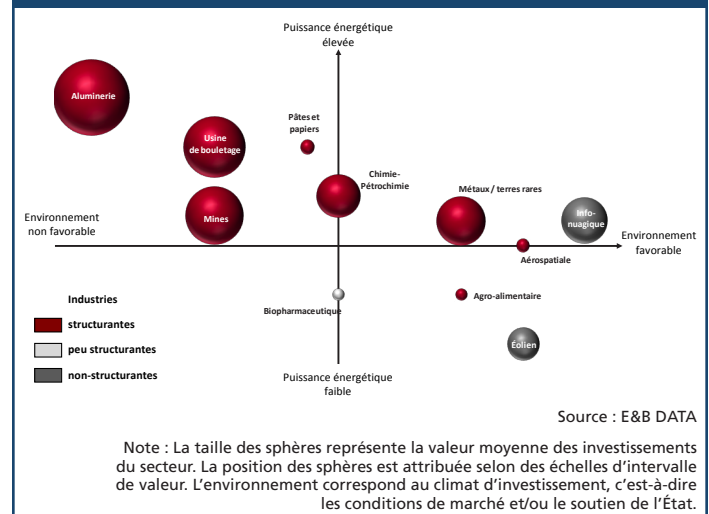 Puissance énergétique
élevée
Aluminerie
Pâtes et
papiers
Usine
de bouletage
Chimie-
Pétrochimie
Métaux / terres rares
Mines
Info-
nuagique
Environnement
non favorable
Environnement
favorable
Aérospatiale
Industries
Biopharmaceutique
Agro-alimentaire
structurantes
peu structurantes
Éolien
non-structurantes
Puissance énergétique
faible
Source : E&B DATA
Note : La taille des sphères représente la valeur moyenne des investissements
du secteur. La position des sphères est attribuée selon des échelles d’intervalle
de valeur. L’environnement correspond au climat d’investissement, c’est-à-dire
les conditions de marché et/ou le soutien de l’État.